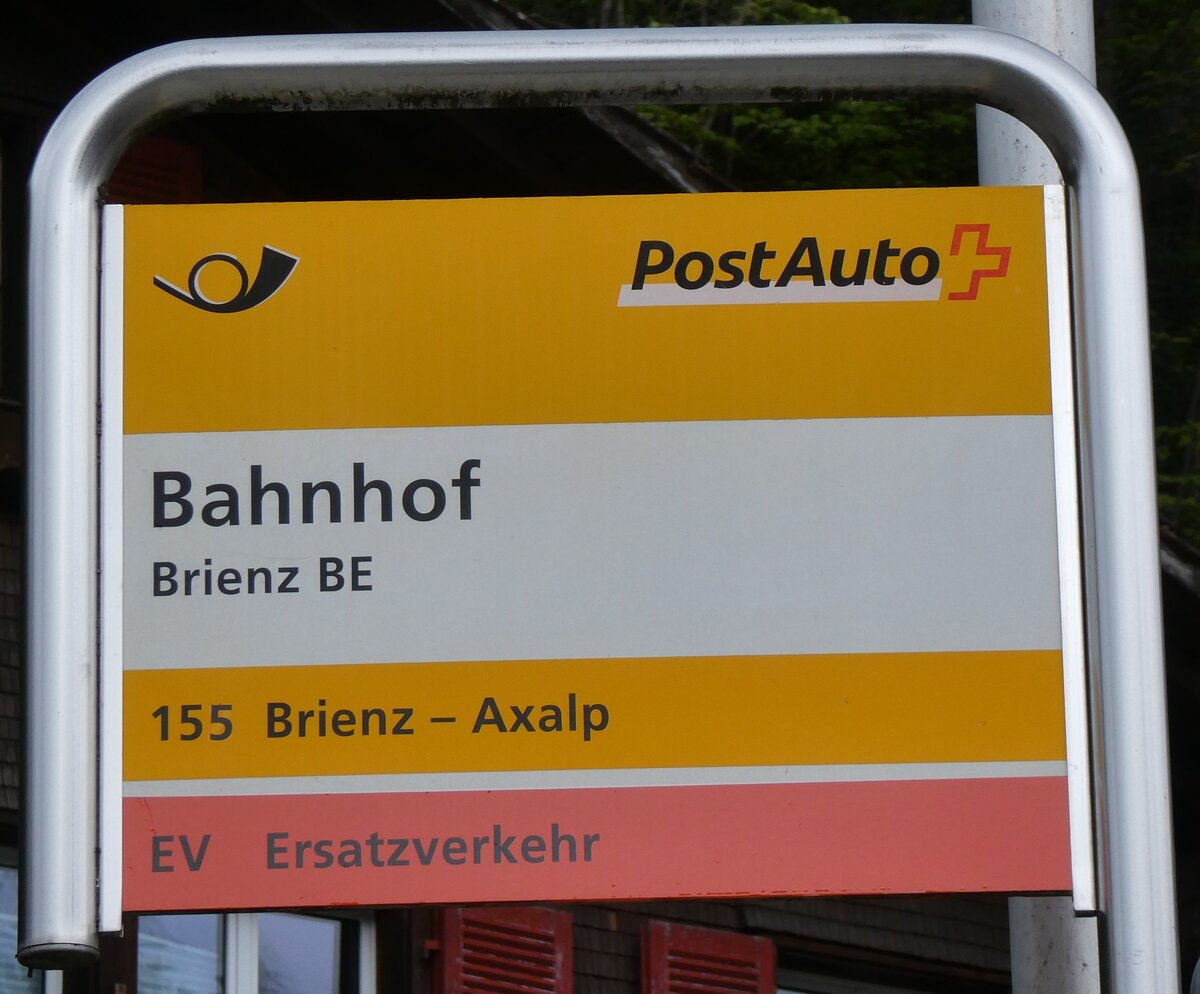 PostAuto
Bahnhof
Brienz BE
155 Brienz – Axalp
EV Ersatzverkehr